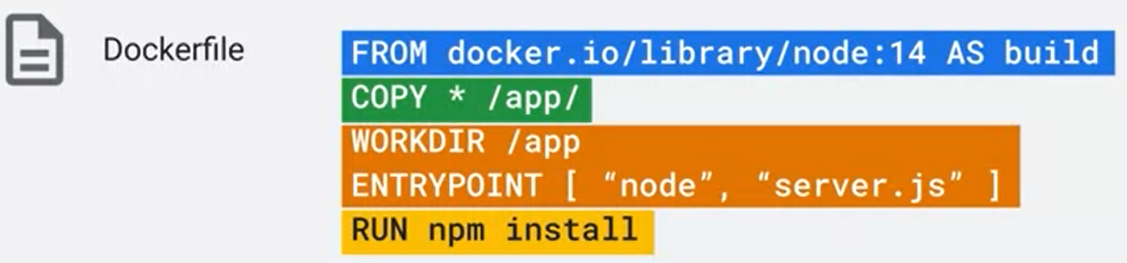 Dockerfile
FROM docker.io/library/node:14 AS build
COPY * /app/
WORKDIR /app
ENTRYPOINT [ “node”, “server.js” ]
RUN npm install